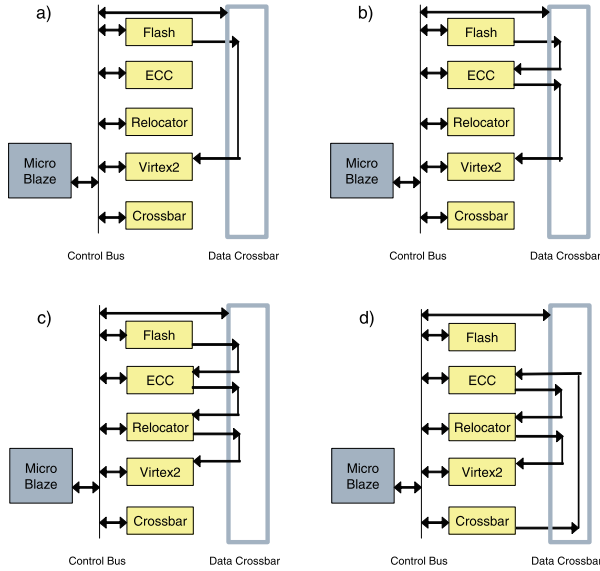 a)
Flash
ECC
Relocator
Micro
Blaze
Virtex2
Crossbar
Control Bus
Data Crossbar
b)
Flash
ECC
Relocator
Micro
Blaze
Virtex2
Crossbar
Control Bus
Data Crossbar
c)
Flash
ECC
Relocator
Micro
Blaze
Virtex2
Crossbar
Control Bus
Data Crossbar
d)
Flash
ECC
Relocator
Micro
Blaze
Virtex2
Crossbar
Control Bus
Data Crossbar